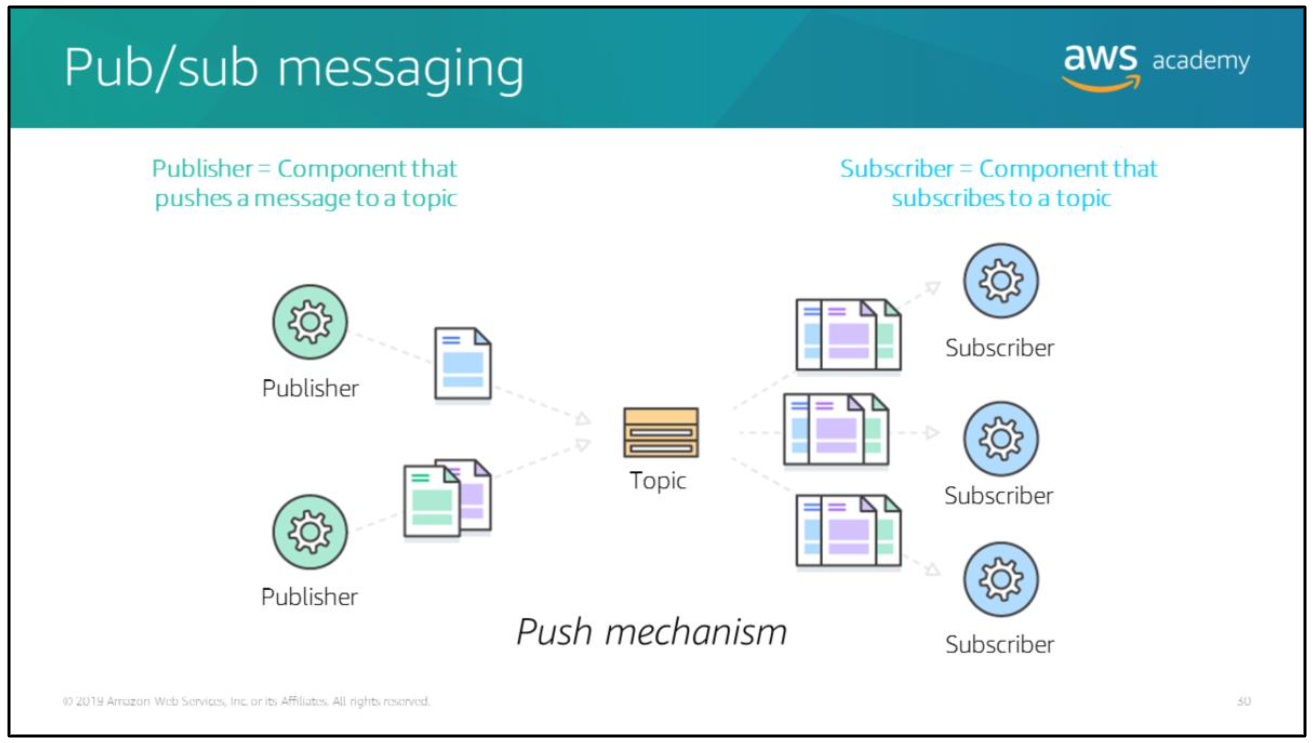 Pub/sub messaging
aws academy
Publisher = Component that
pushes a message to a topic
Subscriber = Component that
subscribes to a topic
Publisher
Publisher
Topic
Subscriber
Subscriber
Subscriber
Push mechanism
© 2019 Amazon Web Services, Inc. or its Affiliates. All rights reserved.
30